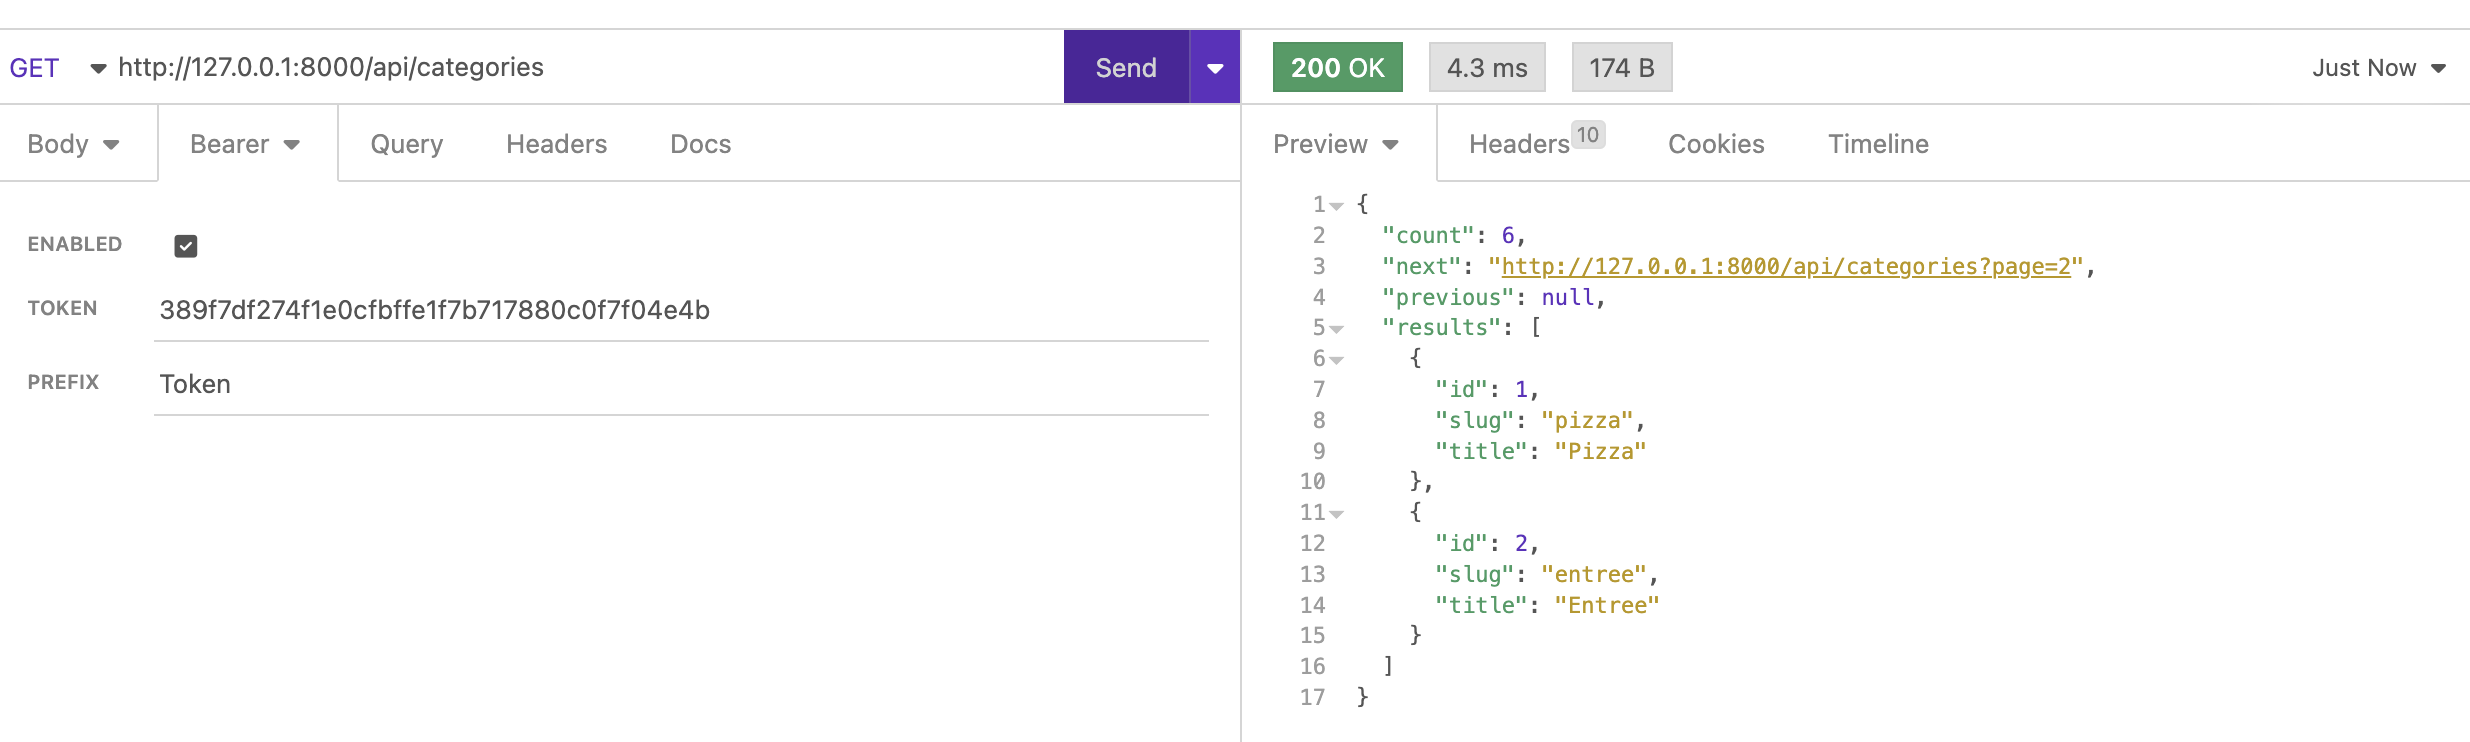 GET http://127.0.0.1:8000/api/categories Send 200 OK 4.3 ms 174 B Just Now
Body Bearer Query Headers Docs
ENABLED
TOKEN 389f7df274f1e0cfbffe1f7b717880c0f7f04e4b
PREFIX Token
Preview Headers 10 Cookies Timeline
1 {
2 "count": 6,
3 "next": "http://127.0.0.1:8000/api/categories?page=2",
4 "previous": null,
5 "results": [
6 {
7 "id": 1,
8 "slug": "pizza",
9 "title": "Pizza"
10 },
11 {
12 "id": 2,
13 "slug": "entree",
14 "title": "Entree"
15 }
16 ]
17 }